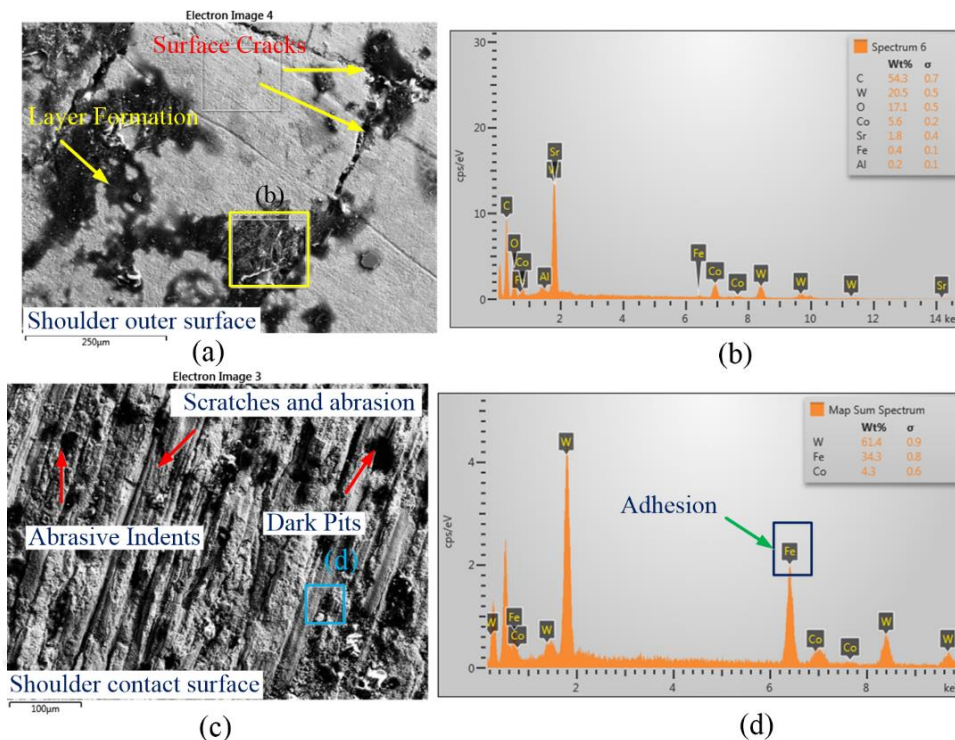 Electron Image 4
Surface Cracks
Layer Formation
(b)
Shoulder outer surface
250μm
(a)
30
20
10
0
cps/eV
Spectrum 6
Wt% σ
C 54.3 0.7
W 20.5 0.5
O 17.1 0.5
Co 5.6 0.2
Sr 1.8 0.4
Fe 0.4 0.1
Al 0.2 0.1
Sr
W
C
O
Co
Fe
Al
Fe
Co
Co
W
W
W
Sr
2 4 6 8 10 12 14 ke
(b)
Electron Image 3
Scratches and abrasion
Abrasive Indents
Dark Pits
(d)
Shoulder contact surface
100μm
(c)
4
2
0
cps/eV
Map Sum Spectrum
Wt% σ
W 61.4 0.9
Fe 34.3 0.8
Co 4.3 0.6
Adhesion
W
Fe
W
Fe
Co
W
Co
Co
W
W
2 4 6 8 ke
(d)